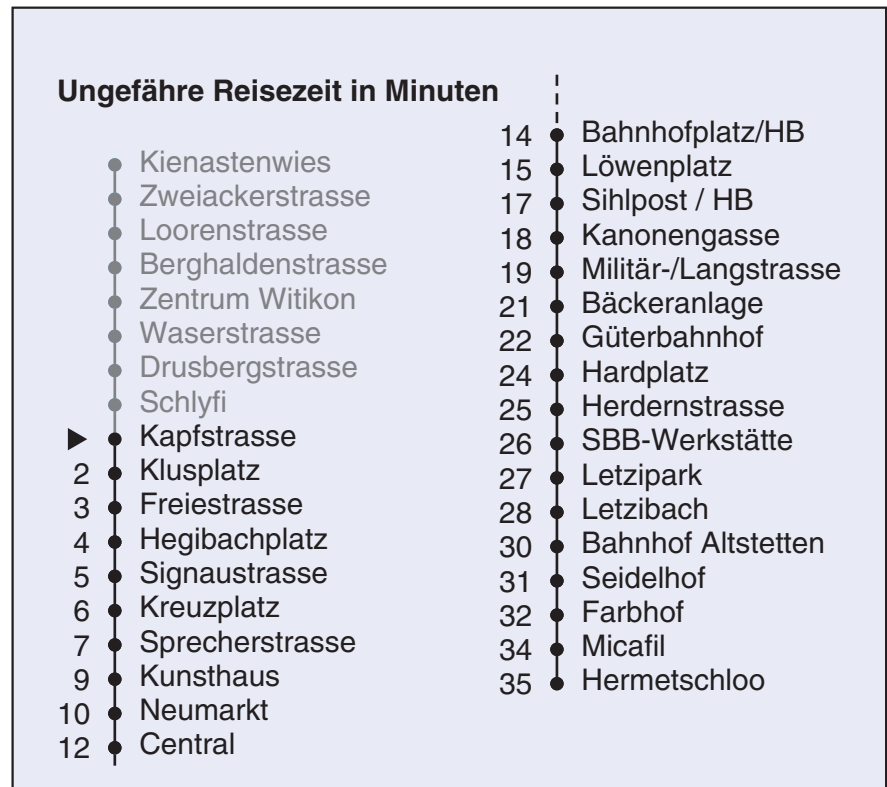 Ungefähre Reisezeit in Minuten
Kienastenwies
Zweiackerstrasse
Loorenstrasse
Berghaldenstrasse
Zentrum Witikon
Waserstrasse
Drusbergstrasse
Schlyfi
Kapfstrasse
2 Klusplatz
3 Freiestrasse
4 Hegibachplatz
5 Signaustrasse
6 Kreuzplatz
7 Sprecherstrasse
9 Kunsthaus
10 Neumarkt
12 Central
14 Bahnhofplatz/HB
15 Löwenplatz
17 Sihlpost / HB
18 Kanonengasse
19 Militär-/Langstrasse
21 Bäckeranlage
22 Güterbahnhof
24 Hardplatz
25 Herdernstrasse
26 SBB-Werkstätte
27 Letzipark
28 Letzibach
30 Bahnhof Altstetten
31 Seidelhof
32 Farbhof
34 Micafil
35 Hermetschloo